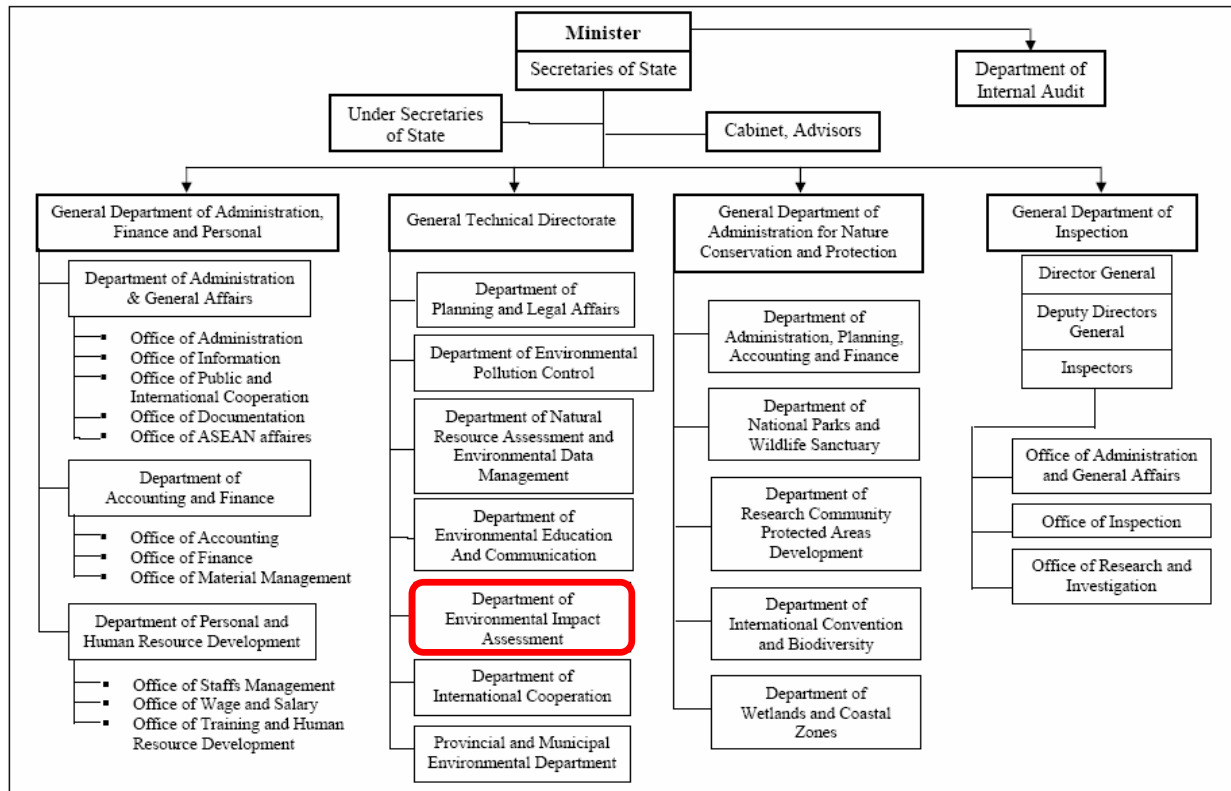 Minister
Secretaries of State
Department of
Internal Audit
Under Secretaries
of State
Cabinet, Advisors
General Department of Administration,
Finance and Personal
Department of Administration
& General Affairs
▪ Office of Administration
▪ Office of Information
▪ Office of Public and
International Cooperation
▪ Office of Documentation
▪ Office of ASEAN affaires
Department of
Accounting and Finance
▪ Office of Accounting
▪ Office of Finance
▪ Office of Material Management
Department of Personal and
Human Resource Development
▪ Office of Staffs Management
▪ Office of Wage and Salary
▪ Office of Training and Human
Resource Development
General Technical Directorate
Department of
Planning and Legal Affairs
Department of Environmental
Pollution Control
Department of Natural
Resource Assessment and
Environmental Data
Management
Department of
Environmental Education
And Communication
Department of
Environmental Impact
Assessment
Department of
International Cooperation
Provincial and Municipal
Environmental Department
General Department of
Administration for Nature
Conservation and Protection
Department of
Administration, Planning,
Accounting and Finance
Department of
National Parks and
Wildlife Sanctuary
Department of
Research Community
Protected Areas
Development
Department of
International Convention
and Biodiversity
Department of
Wetlands and Coastal
Zones
General Department of
Inspection
Director General
Deputy Directors
General
Inspectors
Office of Administration
and General Affairs
Office of Inspection
Office of Research and
Investigation